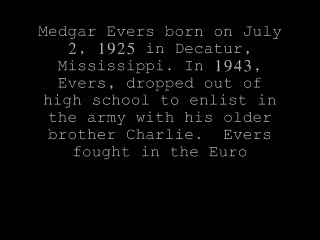 Medgar Evers born on July
2, 1925 in Decatur,
Mississippi. In 1943,
Evers, dropped out of
high school to enlist in
the army with his older
brother Charlie.  Evers
fought in the Euro